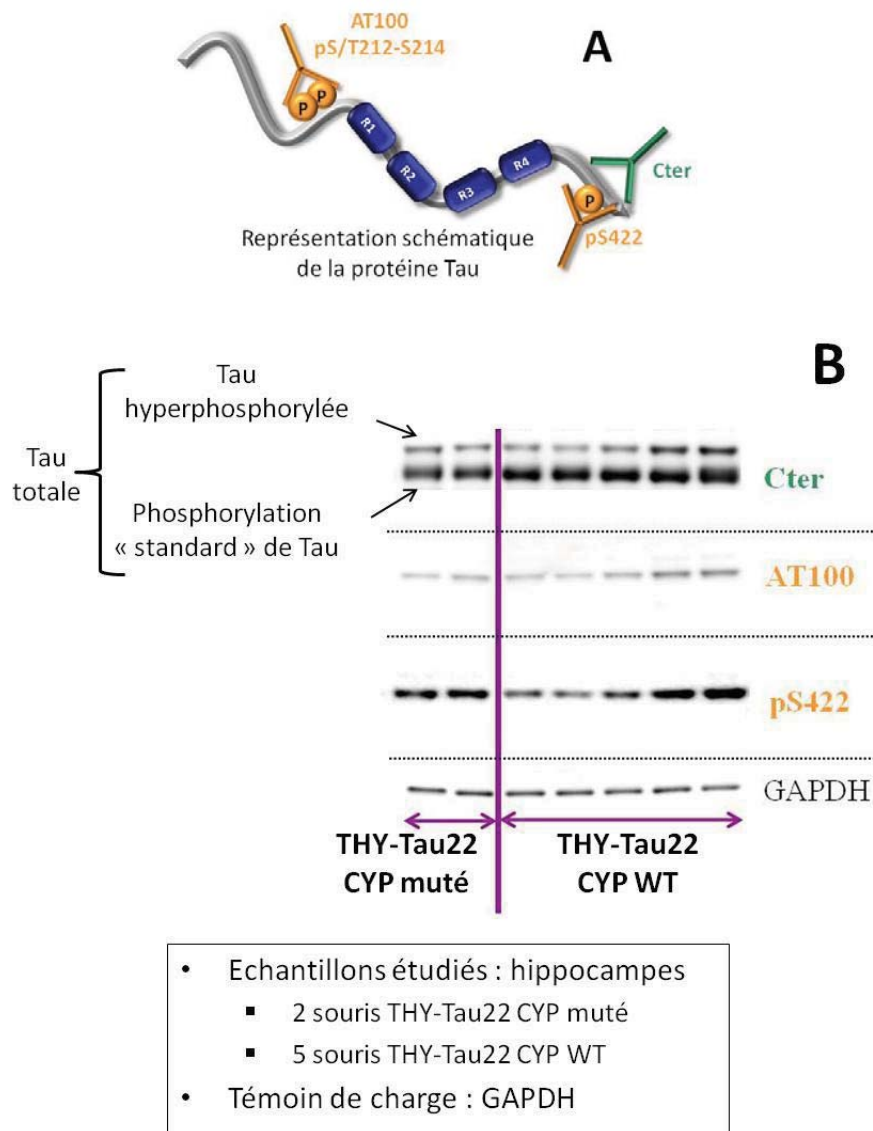 AT100
pS/T212-S214
A
P
P
R1
R2
R3
R4
Cter
P
pS422
Représentation schématique
de la protéine Tau
B
Tau
hyperphosphorylée
Tau
totale
Phosphorylation
« standard » de Tau
Cter
AT100
pS422
GAPDH
THY-Tau22
CYP muté
THY-Tau22
CYP WT
• Echantillons étudiés : hippocampes
▪ 2 souris THY-Tau22 CYP muté
▪ 5 souris THY-Tau22 CYP WT
• Témoin de charge : GAPDH